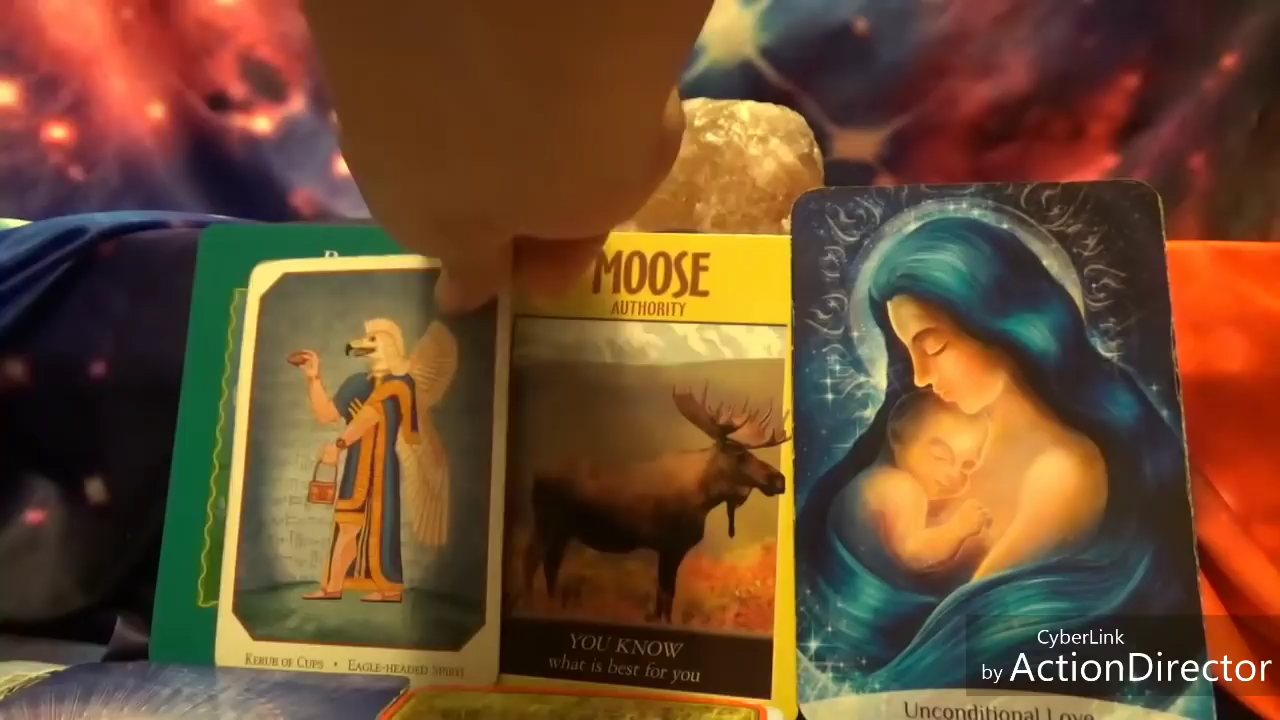 MOOSE
AUTHORITY
YOU KNOW
what is best for you
KERUB OF CUPS • EAGLE-HEADED SPIRIT
Unconditional Love
CyberLink
by ActionDirector